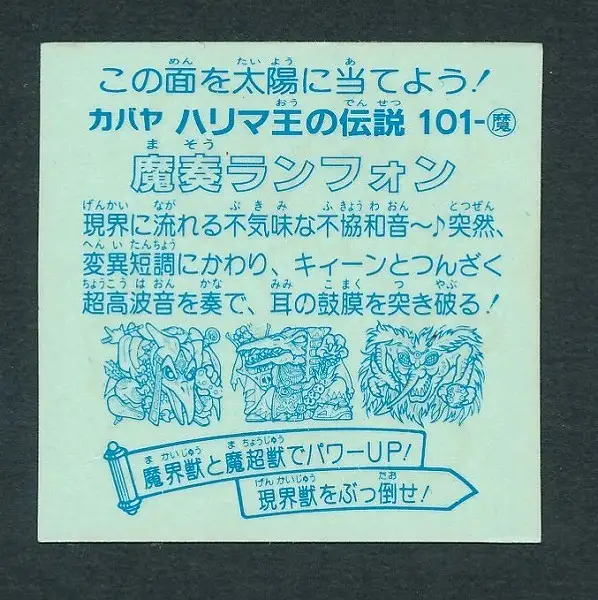 この面を太陽に当てよう！
カバヤ ハリマ王の伝説 101-魔
魔奏ランフォン
現界に流れる不気味な不協和音〜♪突然、
変異短調にかわり、キィーンとつんざく
超高波音を奏で、耳の鼓膜を突き破る！
魔界獣と魔超獣でパワーUP！
現界獣をぶっ倒せ！